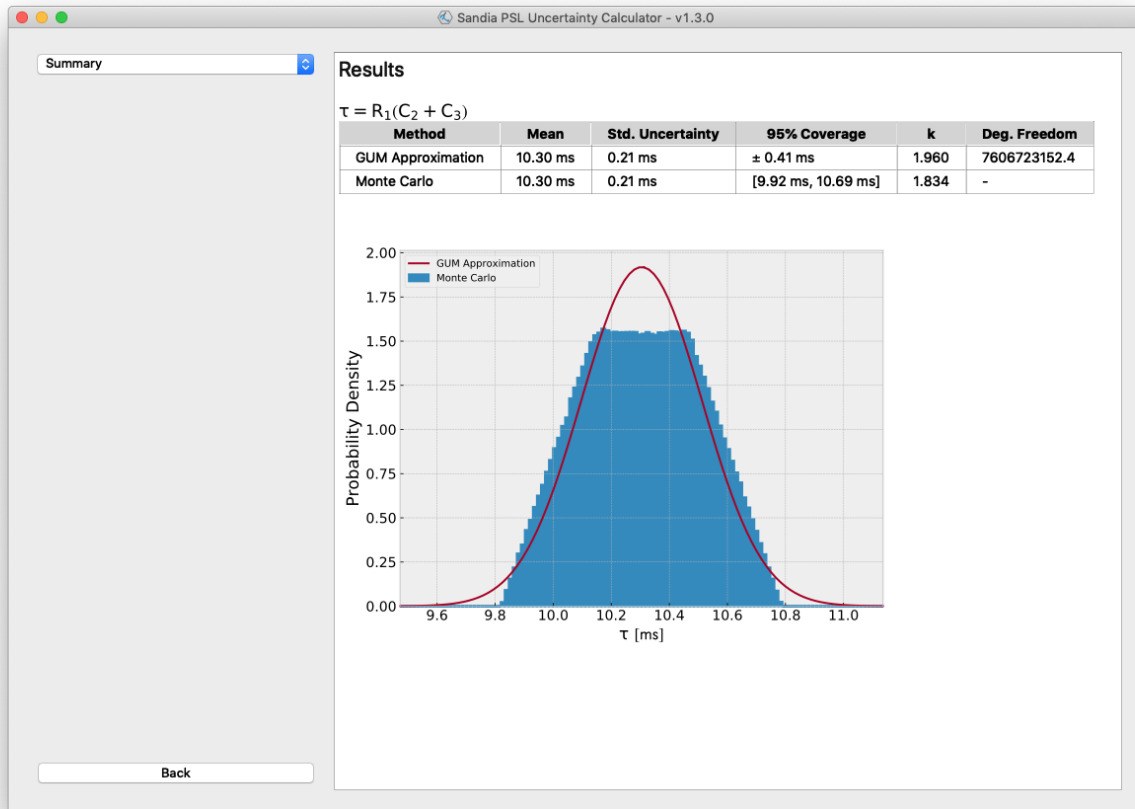 Sandia PSL Uncertainty Calculator - v1.3.0
Summary
Results
τ = R₁(C₂ + C₃)
Method Mean Std. Uncertainty 95% Coverage k Deg. Freedom
GUM Approximation 10.30 ms 0.21 ms ± 0.41 ms 1.960 7606723152.4
Monte Carlo 10.30 ms 0.21 ms [9.92 ms, 10.69 ms] 1.834 -
2.00
GUM Approximation
Monte Carlo
1.75
1.50
1.25
1.00
0.75
0.50
0.25
0.00
Probability Density
9.6 9.8 10.0 10.2 10.4 10.6 10.8 11.0
τ [ms]
Back